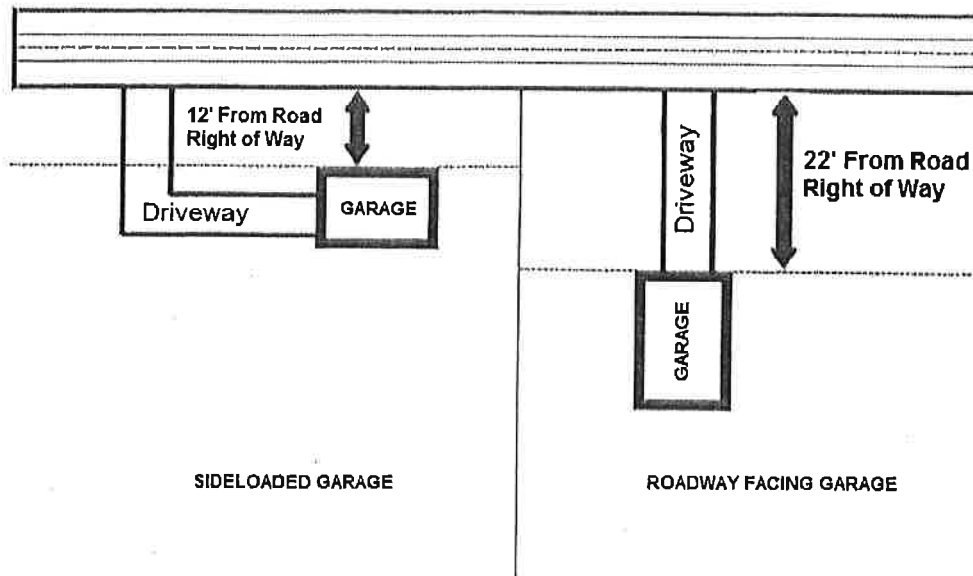 12' From Road
Right of Way
Driveway
GARAGE
SIDELOADED GARAGE
Driveway
22' From Road
Right of Way
GARAGE
ROADWAY FACING GARAGE